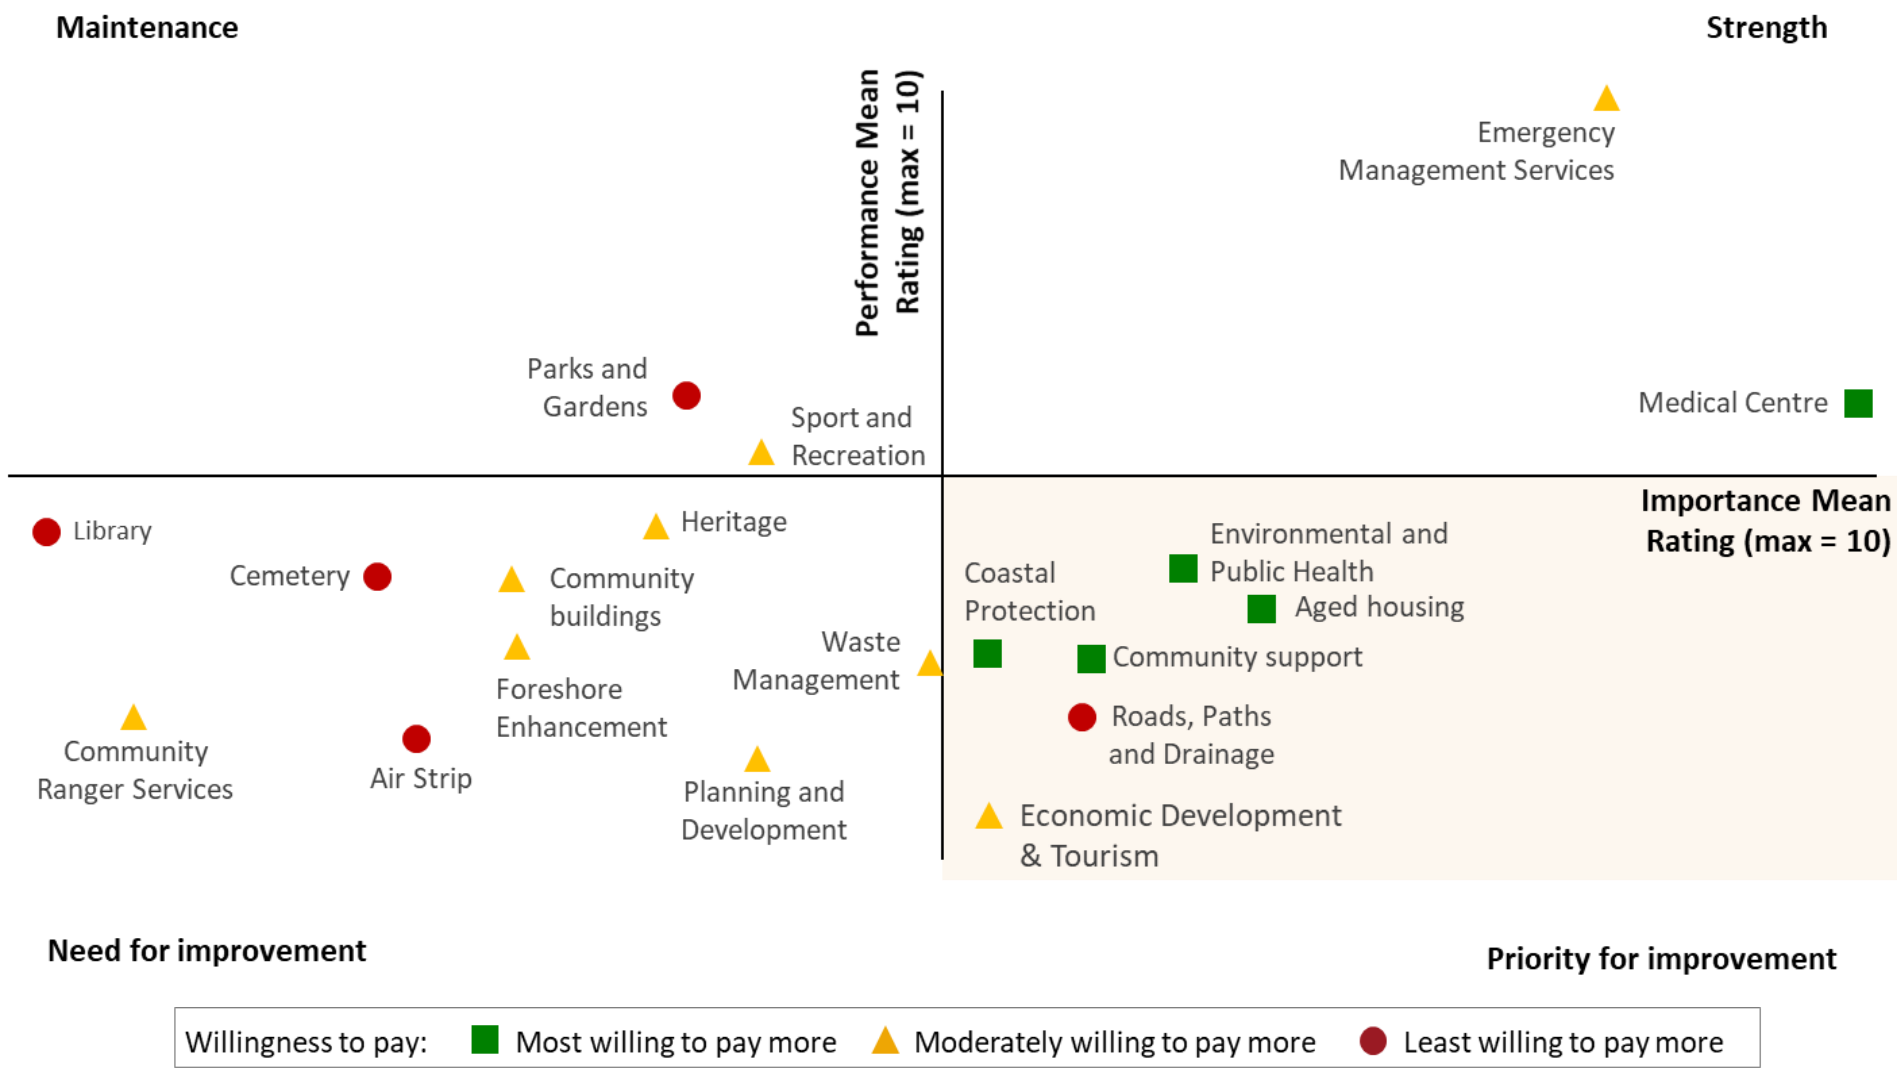 Maintenance
Strength
Performance Mean
Rating (max = 10)
Emergency
Management Services
Parks and
Gardens
Sport and
Recreation
Medical Centre
Importance Mean
Rating (max = 10)
Library
Heritage
Cemetery
Community
buildings
Environmental and
Public Health
Coastal
Protection
Aged housing
Waste
Management
Community support
Foreshore
Enhancement
Roads, Paths
and Drainage
Community
Ranger Services
Air Strip
Planning and
Development
Economic Development
& Tourism
Need for improvement
Priority for improvement
Willingness to pay:
Most willing to pay more
Moderately willing to pay more
Least willing to pay more